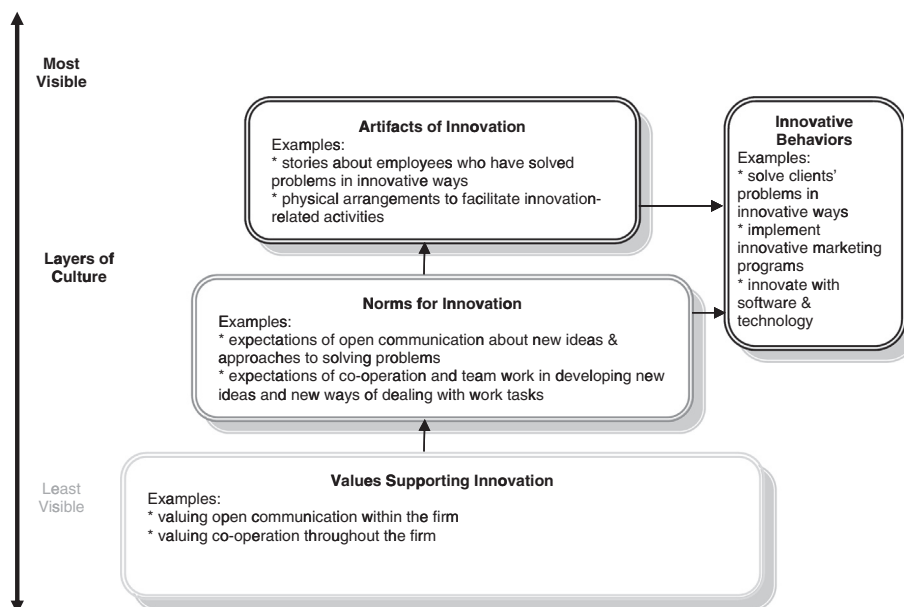 Most
Visible
Artifacts of Innovation
Examples:
* stories about employees who have solved
problems in innovative ways
* physical arrangements to facilitate innovation-
related activities
Innovative
Behaviors
Examples:
* solve clients'
problems in
innovative ways
* implement
innovative marketing
programs
* innovate with
software &
technology
Layers of
Culture
Norms for Innovation
Examples:
* expectations of open communication about new ideas &
approaches to solving problems
* expectations of co-operation and team work in developing new
ideas and new ways of dealing with work tasks
Least
Visible
Values Supporting Innovation
Examples:
* valuing open communication within the firm
* valuing co-operation throughout the firm